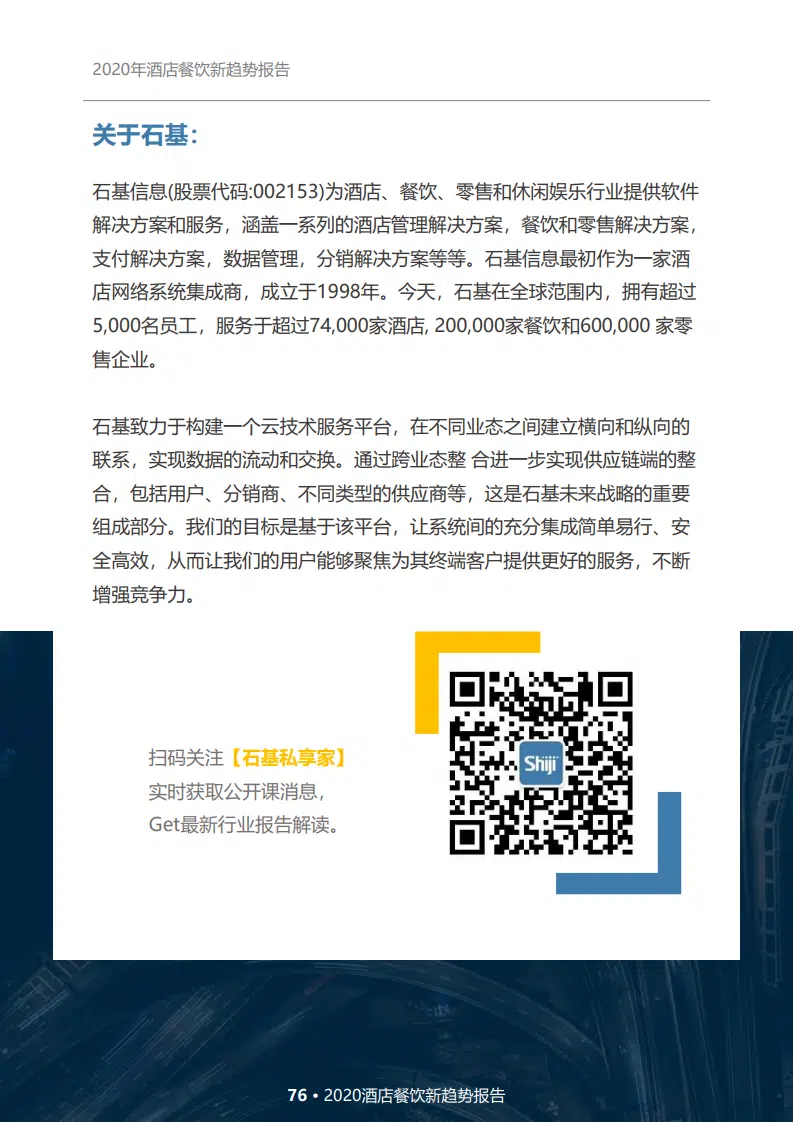 2020年酒店餐饮新趋势报告
关于石基：
石基信息(股票代码:002153)为酒店、餐饮、零售和休闲娱乐行业提供软件
解决方案和服务，涵盖一系列的酒店管理解决方案，餐饮和零售解决方案，
支付解决方案，数据管理，分销解决方案等等。石基信息最初作为一家酒
店网络系统集成商，成立于1998年。今天，石基在全球范围内，拥有超过
5,000名员工，服务于超过74,000家酒店, 200,000家餐饮和600,000 家零
售企业。
石基致力于构建一个云技术服务平台，在不同业态之间建立横向和纵向的
联系，实现数据的流动和交换。通过跨业态整 合进一步实现供应链端的整
合，包括用户、分销商、不同类型的供应商等，这是石基未来战略的重要
组成部分。我们的目标是基于该平台，让系统间的充分集成简单易行、安
全高效，从而让我们的用户能够聚焦为其终端客户提供更好的服务，不断
增强竞争力。
扫码关注【石基私享家】
实时获取公开课消息，
Get最新行业报告解读。
Shiji
76 • 2020酒店餐饮新趋势报告